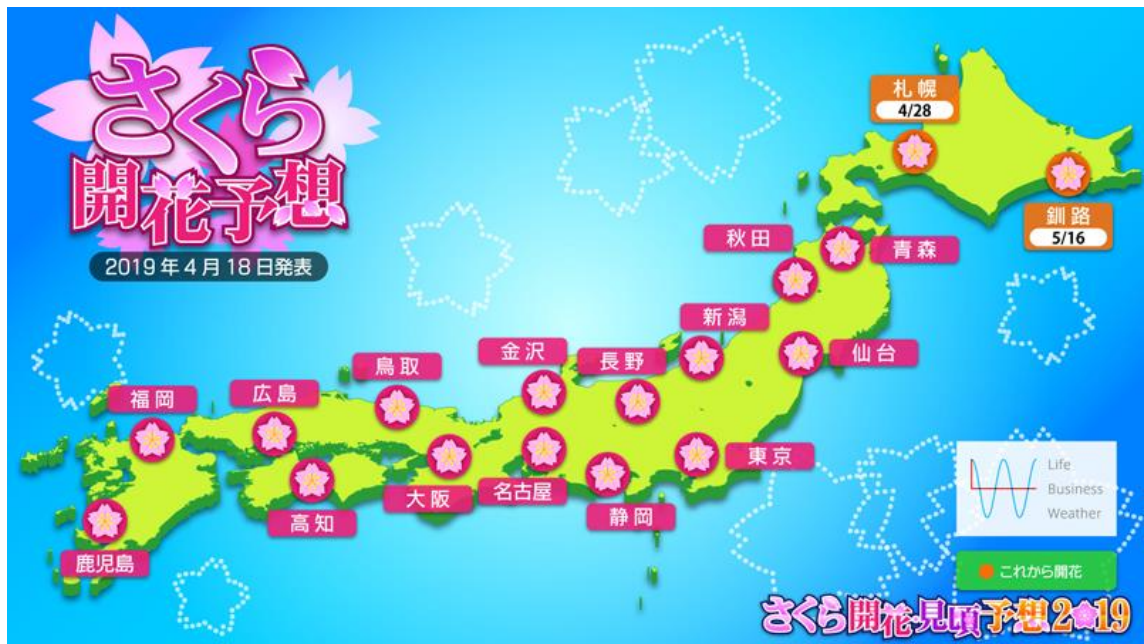 さくら
開花予想
2019年4月18日発表
札幌
4/28
釧路
5/16
秋田
青森
新潟
仙台
金沢
長野
鳥取
広島
福岡
東京
大阪
名古屋
静岡
高知
鹿児島
Life
Business
Weather
これから開花
さくら開花・見頃予想2019